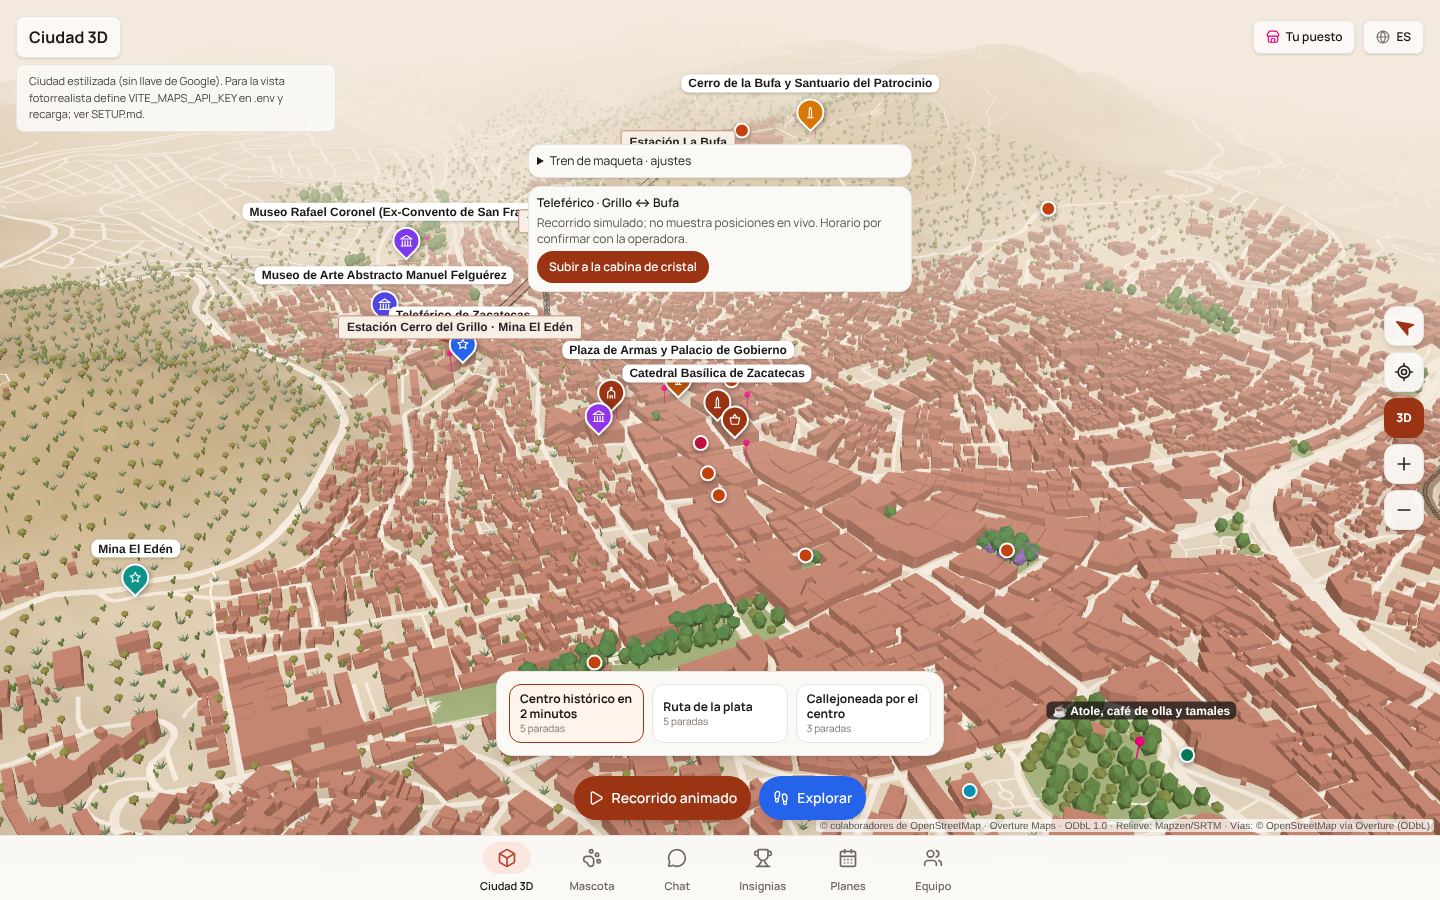 Ciudad 3D
Tu puesto
ES
Ciudad estilizada (sin llave de Google). Para la vista
fotorrealista define VITE_MAPS_API_KEY en .env y
recarga; ver SETUP.md.
Cerro de la Bufa y Santuario del Patrocinio
Estación La Bufa
Tren de maqueta · ajustes
Teleférico · Grillo ↔ Bufa
Recorrido simulado; no muestra posiciones en vivo. Horario por
confirmar con la operadora.
Subir a la cabina de cristal
Museo Rafael Coronel (Ex-Convento de San Fra
Museo de Arte Abstracto Manuel Felguérez
Teleférico de Zacatecas
Estación Cerro del Grillo · Mina El Edén
Plaza de Armas y Palacio de Gobierno
Catedral Basílica de Zacatecas
3D
Mina El Edén
Centro histórico en
2 minutos
5 paradas
Ruta de la plata
5 paradas
Callejoneada por el
centro
3 paradas
☕ Atole, café de olla y tamales
Recorrido animado
Explorar
© colaboradores de OpenStreetMap · Overture Maps · ODbL 1.0 · Relieve: Mapzen/SRTM · Vías: © OpenStreetMap vía Overture (ODbL)
Ciudad 3D
Mascota
Chat
Insignias
Planes
Equipo